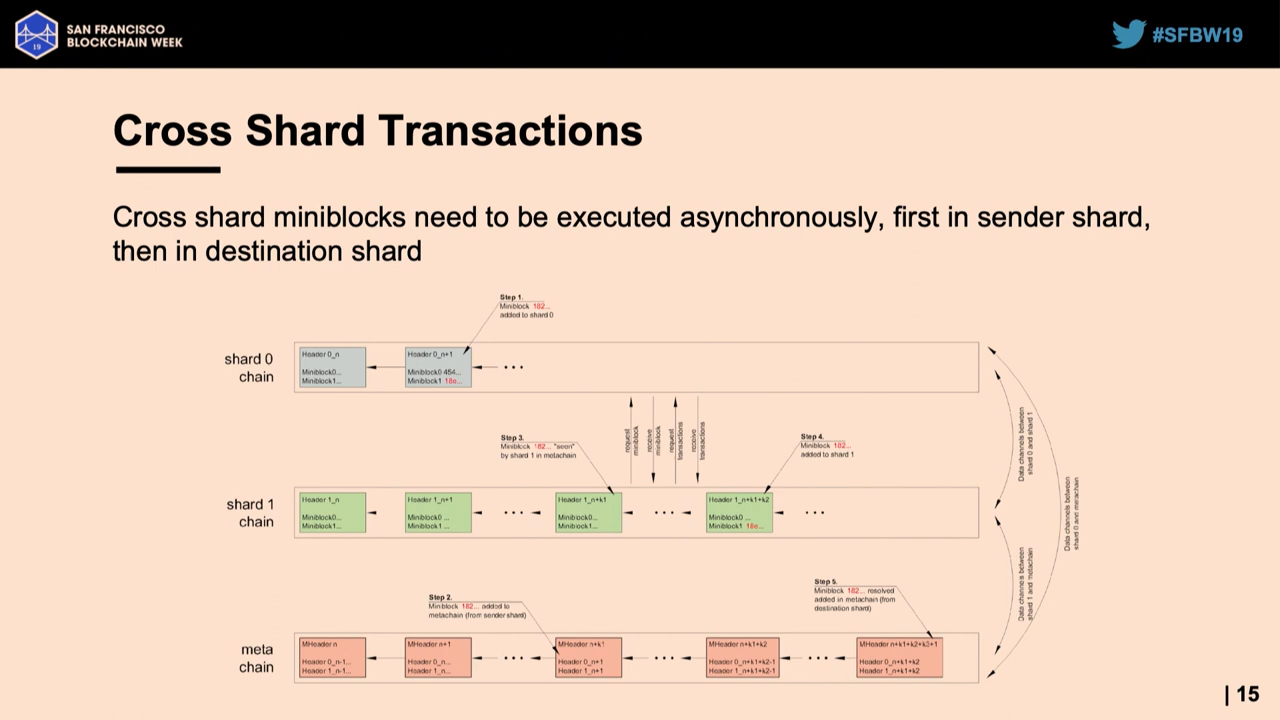 SAN FRANCISCO
BLOCKCHAIN WEEK
19
#SFBW19
Cross Shard Transactions
Cross shard miniblocks need to be executed asynchronously, first in sender shard,
then in destination shard
Step 1.
Miniblock 182...
added to shard 0
shard 0
chain
Header 0_n
Miniblock0...
Miniblock1...
Header 0_n+1
Miniblock0 454...
Miniblock1 18e...
...
request
miniblock
receive
miniblock
request
transactions
receive
transactions
Step 3.
Miniblock 182... "seen"
by shard 1 in metachain
Step 4.
Miniblock 182...
added to shard 1
shard 1
chain
Header 1_n
Miniblock0...
Miniblock1...
Header 1_n+1
Miniblock0 ...
Miniblock1 ...
...
Header 1_n+k1
Miniblock0...
Miniblock1...
...
Header 1_n+k1+k2
Miniblock0 ...
Miniblock1 18e...
...
Data channels between
shard 0 and shard 1
Data channels between
shard 0 and metachain
Data channels between
shard 1 and metachain
Step 2.
Miniblock 182... added to
metachain (from sender shard)
Step 5.
Miniblock 182... resolved
added in metachain (from
destination shard)
meta
chain
MHeader n
Header 0_n-1...
Header 1_n-1...
MHeader n+1
Header 0_n...
Header 1_n...
...
MHeader n+k1
Header 0_n+1
Header 1_n+1
...
MHeader n+k1+k2
Header 0_n+k1+k2-1
Header 1_n+k1+k2-1
...
MHeader n+k1+k2+k3+1
Header 0_n+k1+k2
Header 1_n+k1+k2
| 15